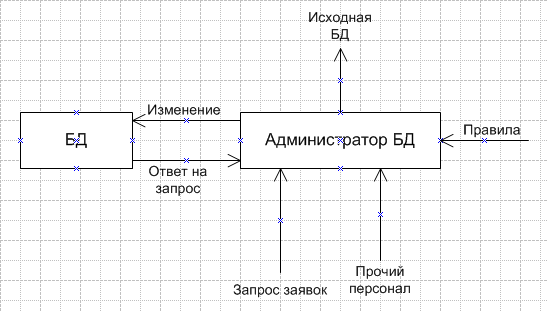 Исходная
БД
Изменение
БД
Администратор БД
Правила
Ответ на
запрос
Запрос заявок
Прочий
персонал